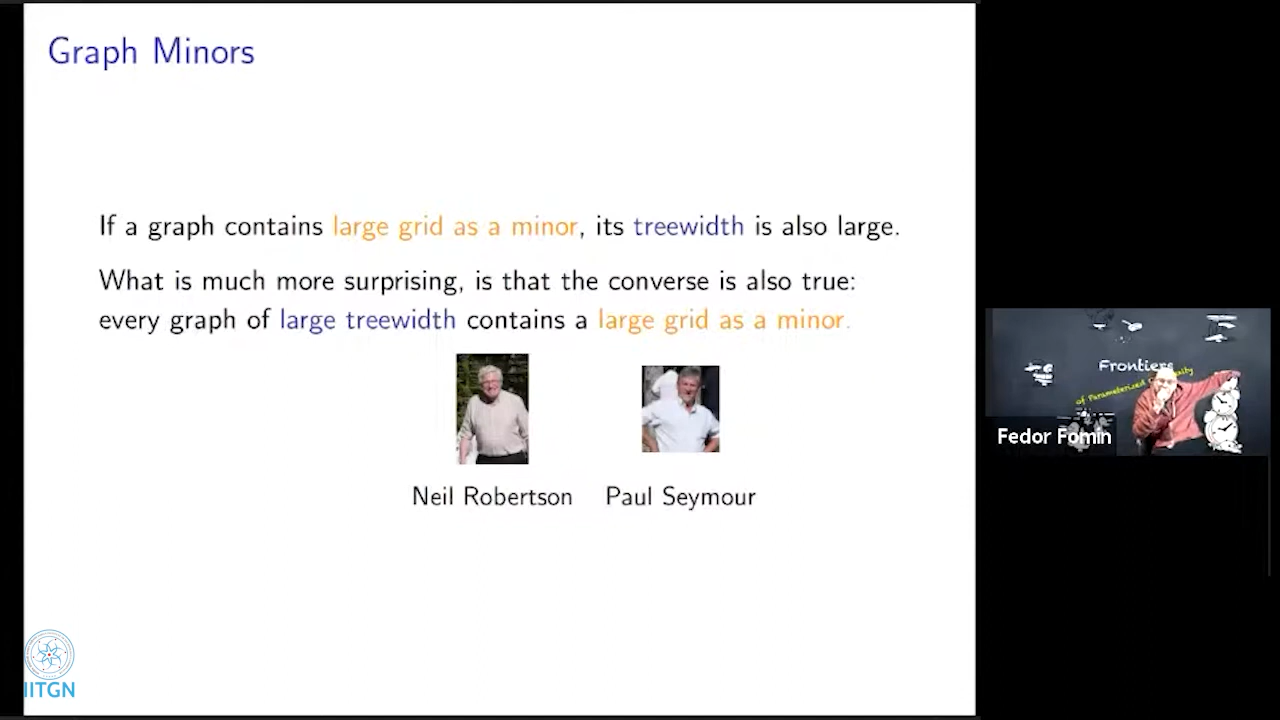 Graph Minors
If a graph contains large grid as a minor, its treewidth is also large.
What is much more surprising, is that the converse is also true:
every graph of large treewidth contains a large grid as a minor.
Neil Robertson
Paul Seymour
Frontiers
of Parameterized
Fedor Fomin
IITGN